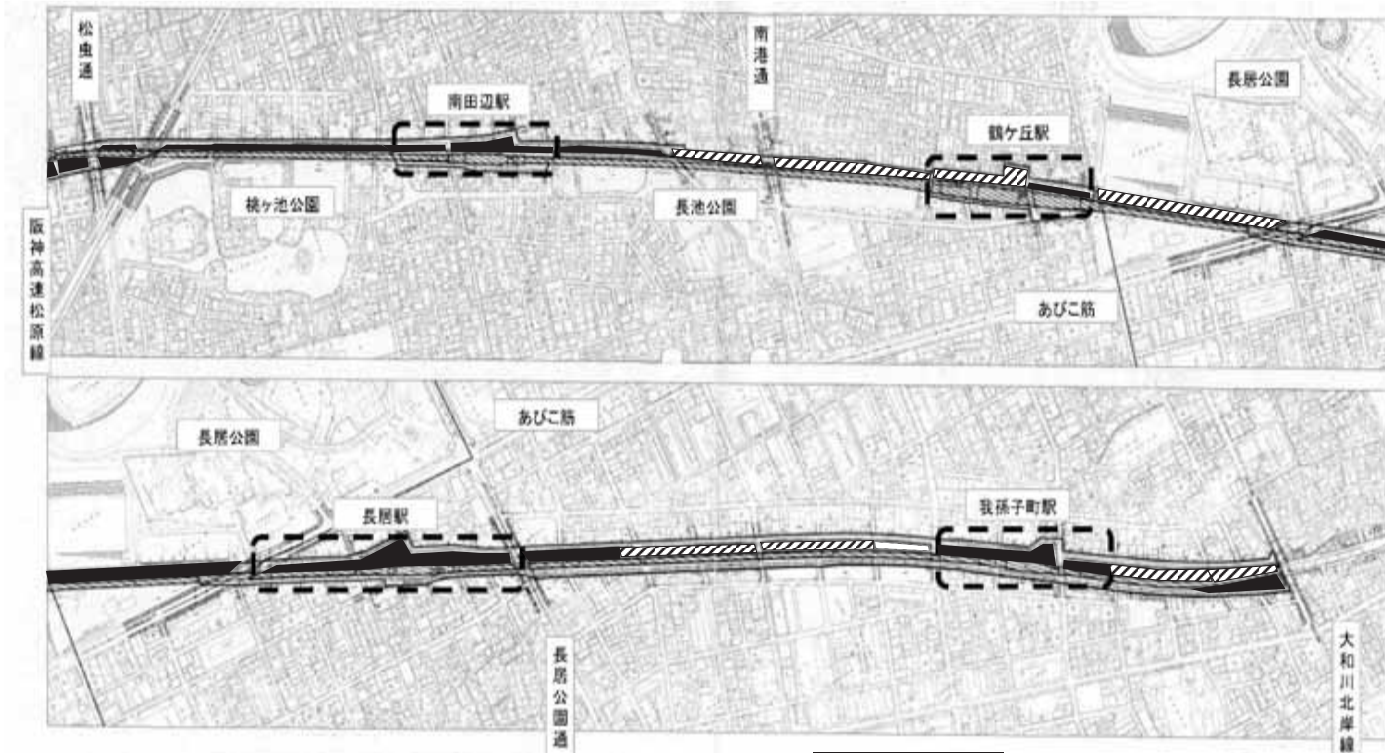 松虫通
南港通
長居公園
南田辺駅
鶴ケ丘駅
桃ヶ池公園
長池公園
阪神高速松原線
あびこ筋
あびこ筋
長居公園
長居駅
我孫子町駅
長居公園通
大和川北岸線